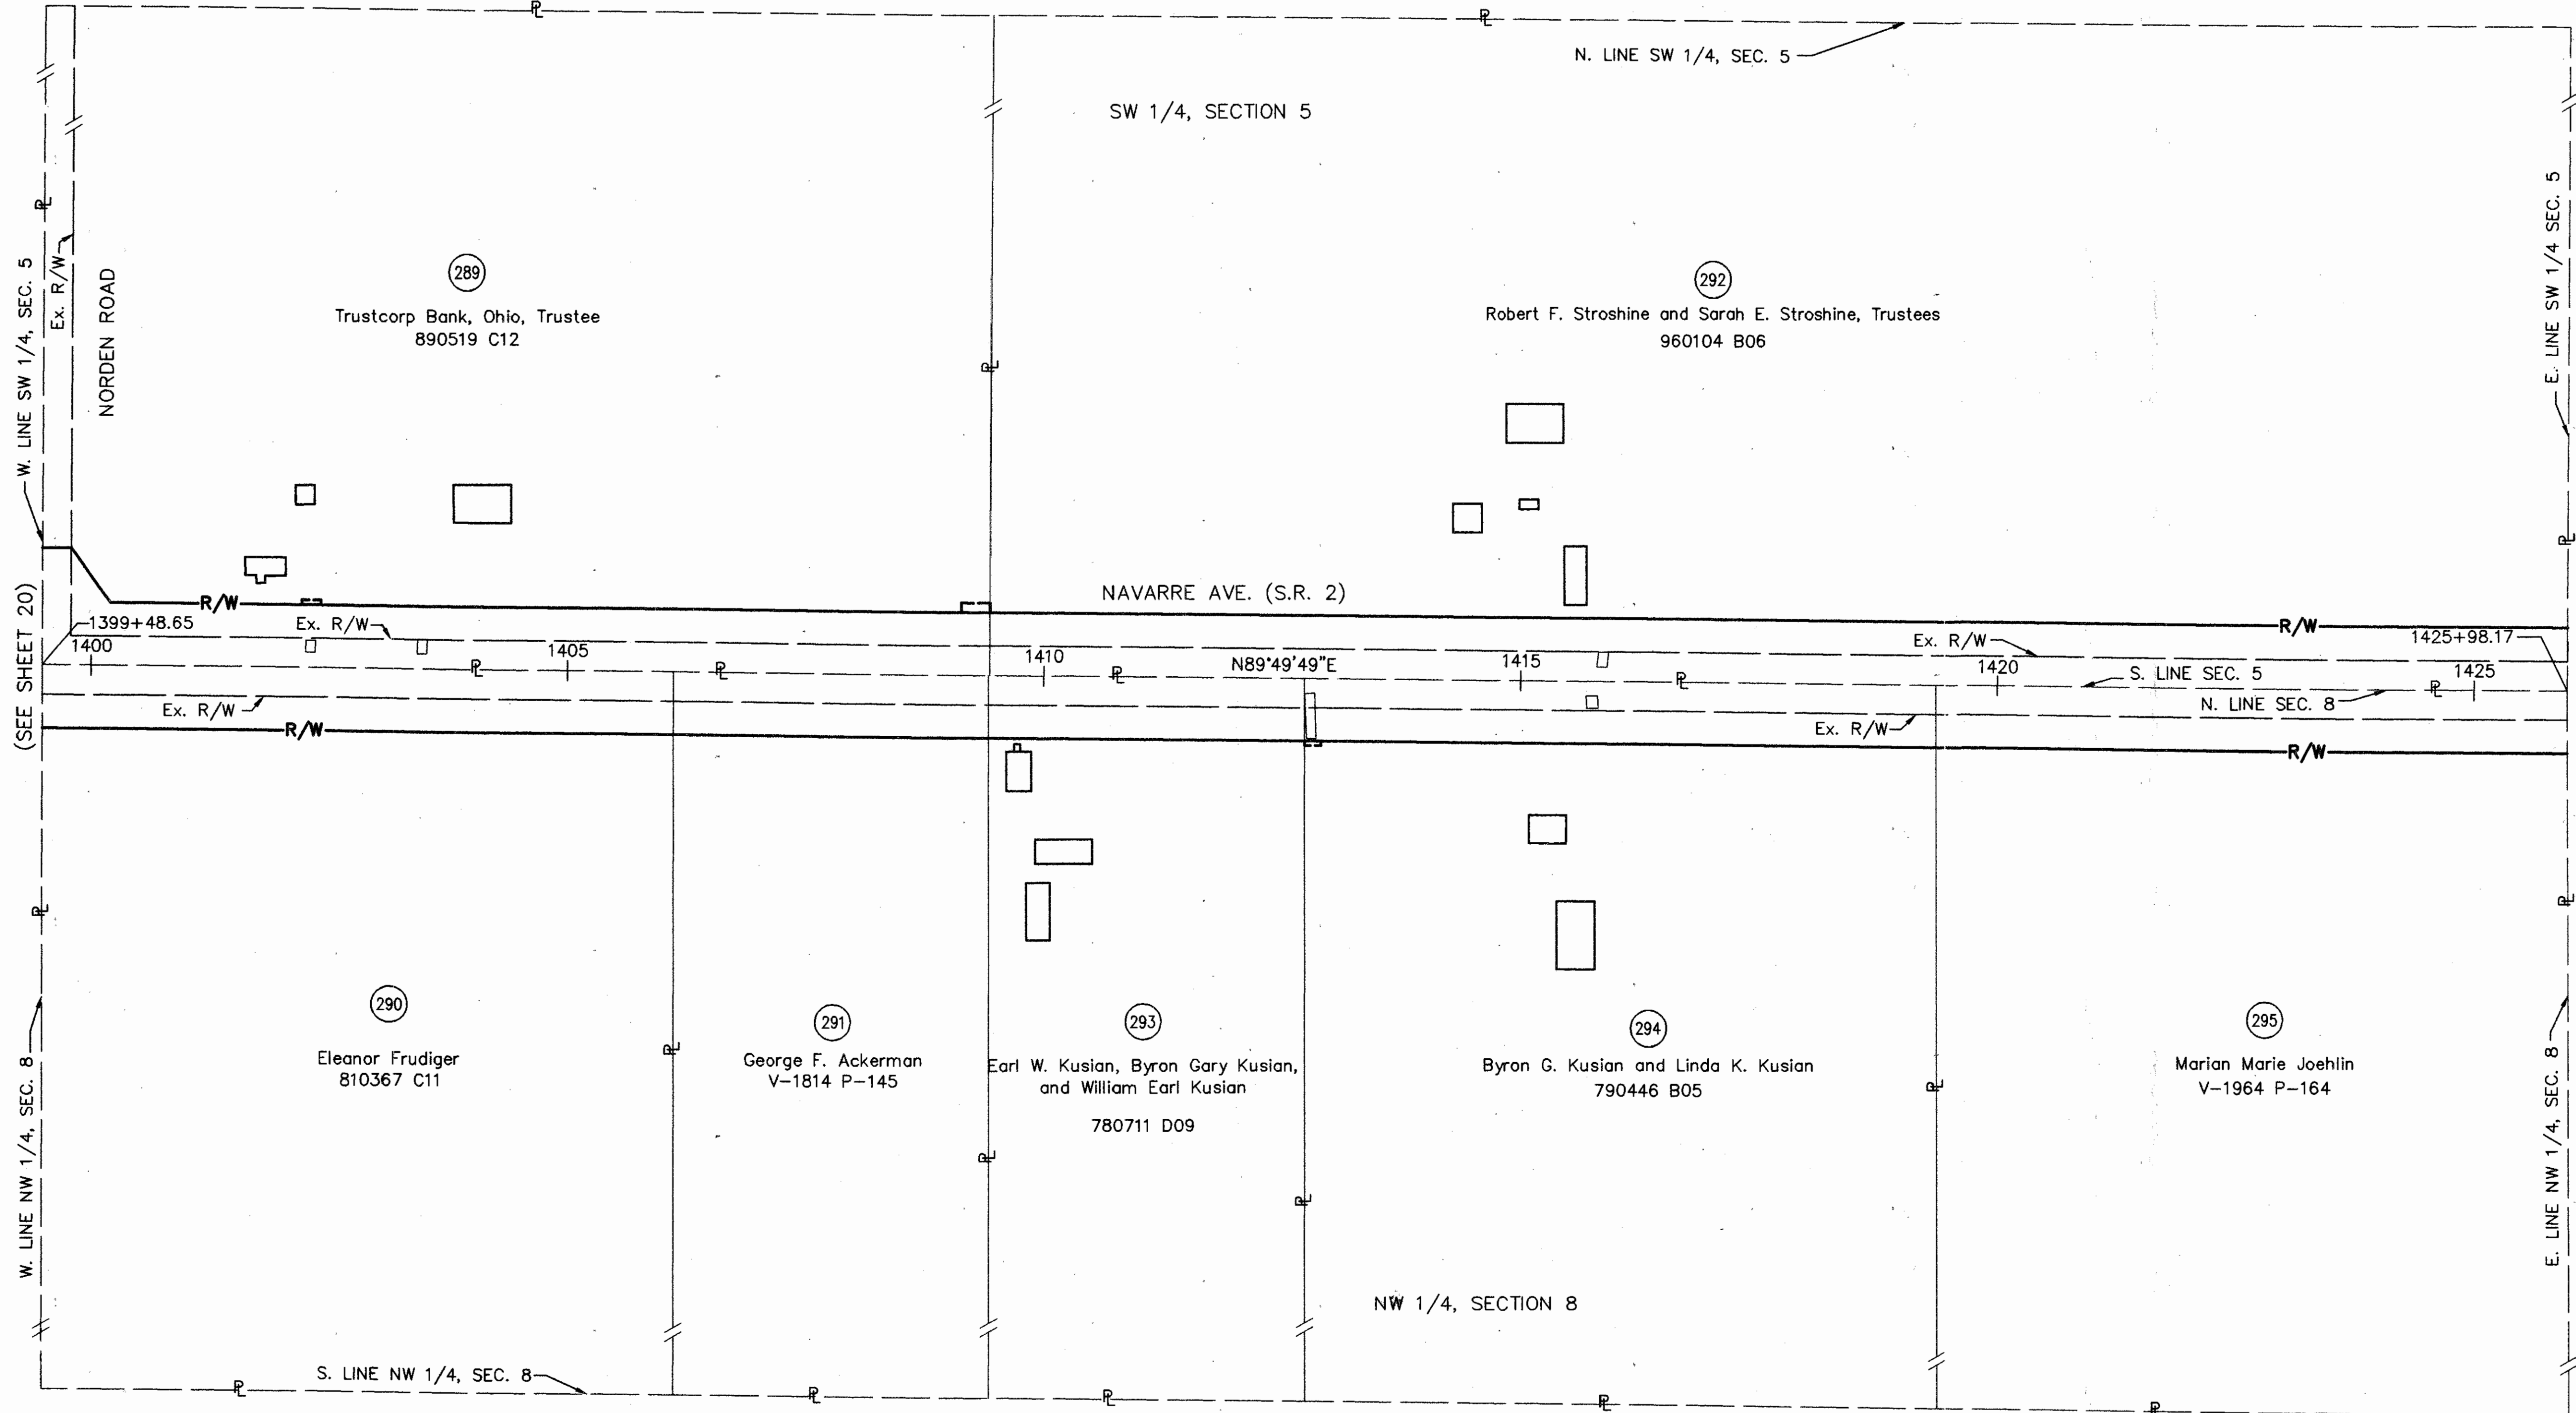 N. LINE SW 1/4, SEC. 5
SW 1/4, SECTION 5
W. LINE SW 1/4, SEC. 5
Ex. R/W
NORDEN ROAD
E. LINE SW 1/4 SEC. 5
289
Trustcorp Bank, Ohio, Trustee
890519 C12
292
Robert F. Stroshine and Sarah E. Stroshine, Trustees
960104 B06
NAVARRE AVE. (S.R. 2)
R/W
R/W
(SEE SHEET 20)
1399+48.65
Ex. R/W
Ex. R/W
1425+98.17
1400
1405
1410
N89°49'49"E
1415
1420
1425
S. LINE SEC. 5
N. LINE SEC. 8
Ex. R/W
Ex. R/W
R/W
R/W
290
Eleanor Frudiger
810367 C11
291
George F. Ackerman
V-1814 P-145
293
Earl W. Kusian, Byron Gary Kusian,
and William Earl Kusian
780711 D09
294
Byron G. Kusian and Linda K. Kusian
790446 B05
295
Marian Marie Joehlin
V-1964 P-164
W. LINE NW 1/4, SEC. 8
E. LINE NW 1/4, SEC. 8
NW 1/4, SECTION 8
S. LINE NW 1/4, SEC. 8